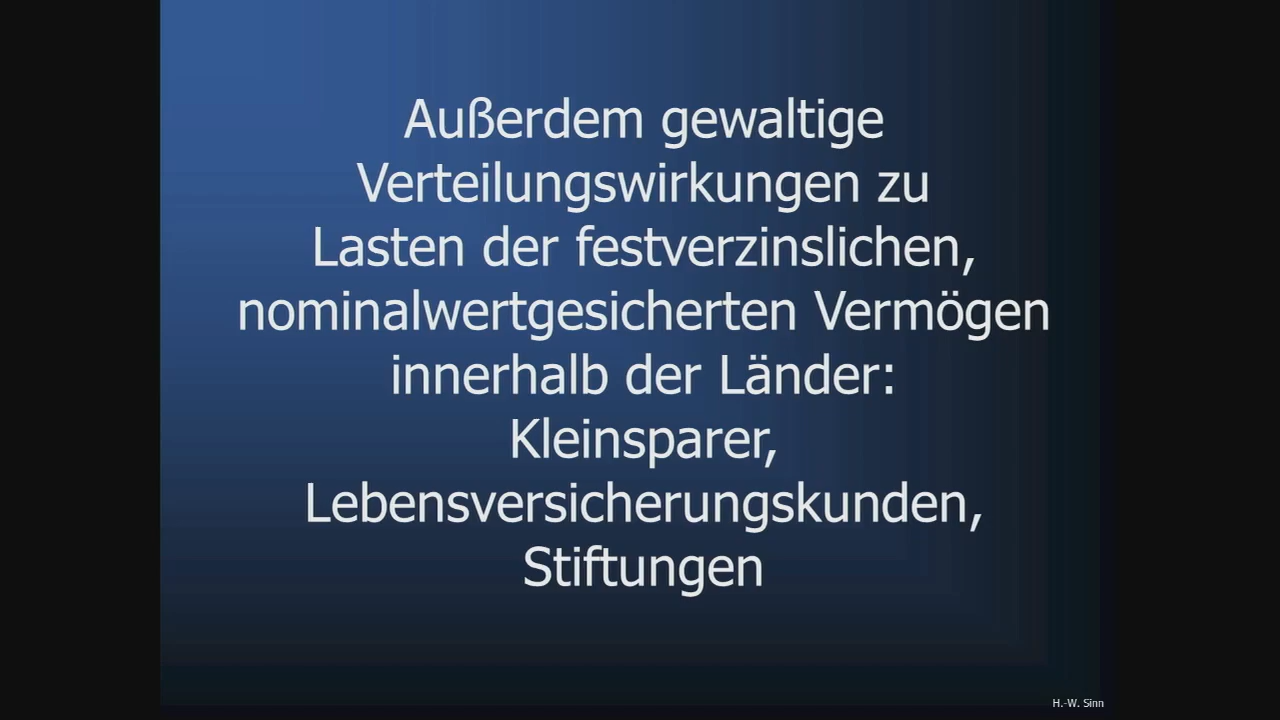 Außerdem gewaltige
Verteilungswirkungen zu
Lasten der festverzinslichen,
nominalwertgesicherten Vermögen
innerhalb der Länder:
Kleinsparer,
Lebensversicherungskunden,
Stiftungen
H.-W. Sinn